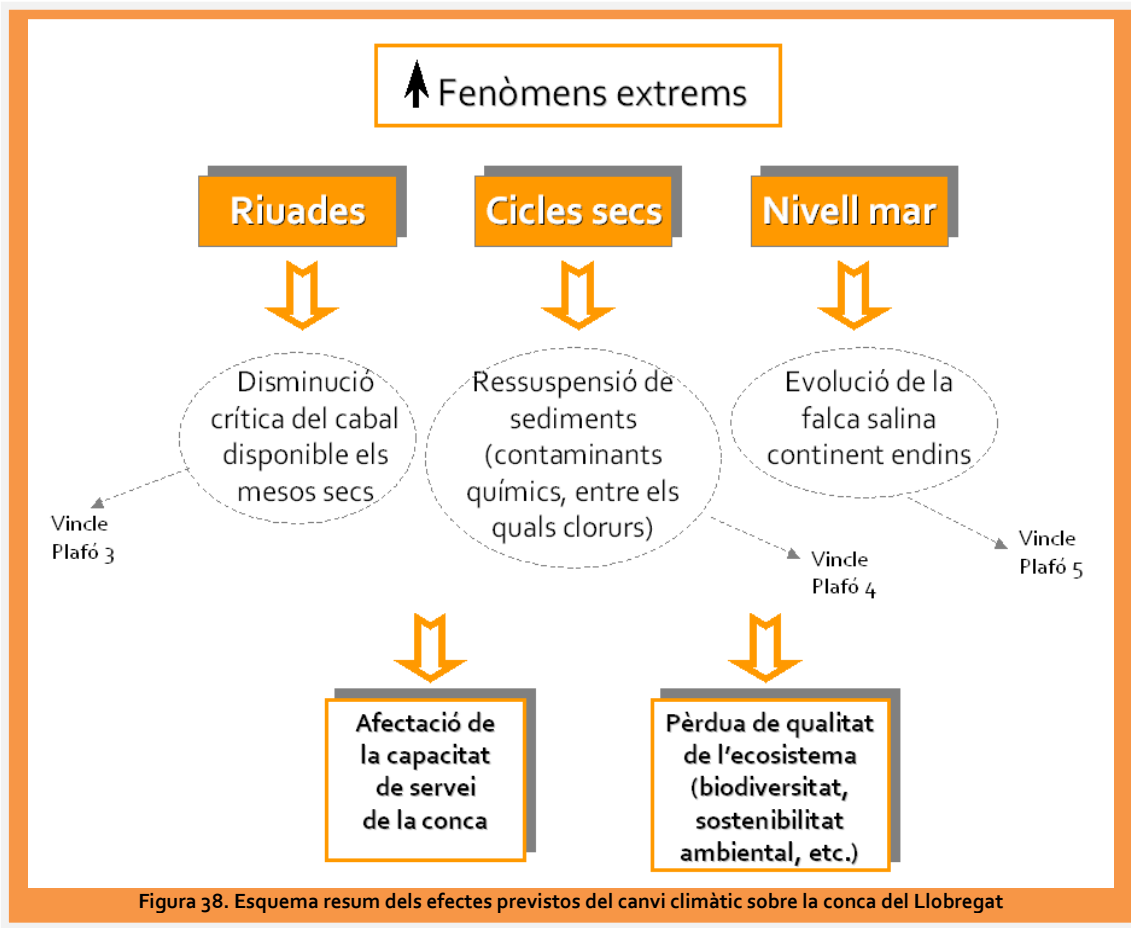 Fenòmens extrems
Riuades
Cicles secs
Nivell mar
Disminució
crítica del cabal
disponible els
mesos secs
Ressuspensió de
sediments
(contaminants
químics, entre els
quals clorurs)
Evolució de la
falca salina
continent endins
Vincle
Plafó 3
Vincle
Plafó 4
Vincle
Plafó 5
Afectació de
la capacitat
de servei
de la conca
Pèrdua de qualitat
de l'ecosistema
(biodiversitat,
sostenibilitat
ambiental, etc.)
Figura 38. Esquema resum dels efectes previstos del canvi climàtic sobre la conca del Llobregat